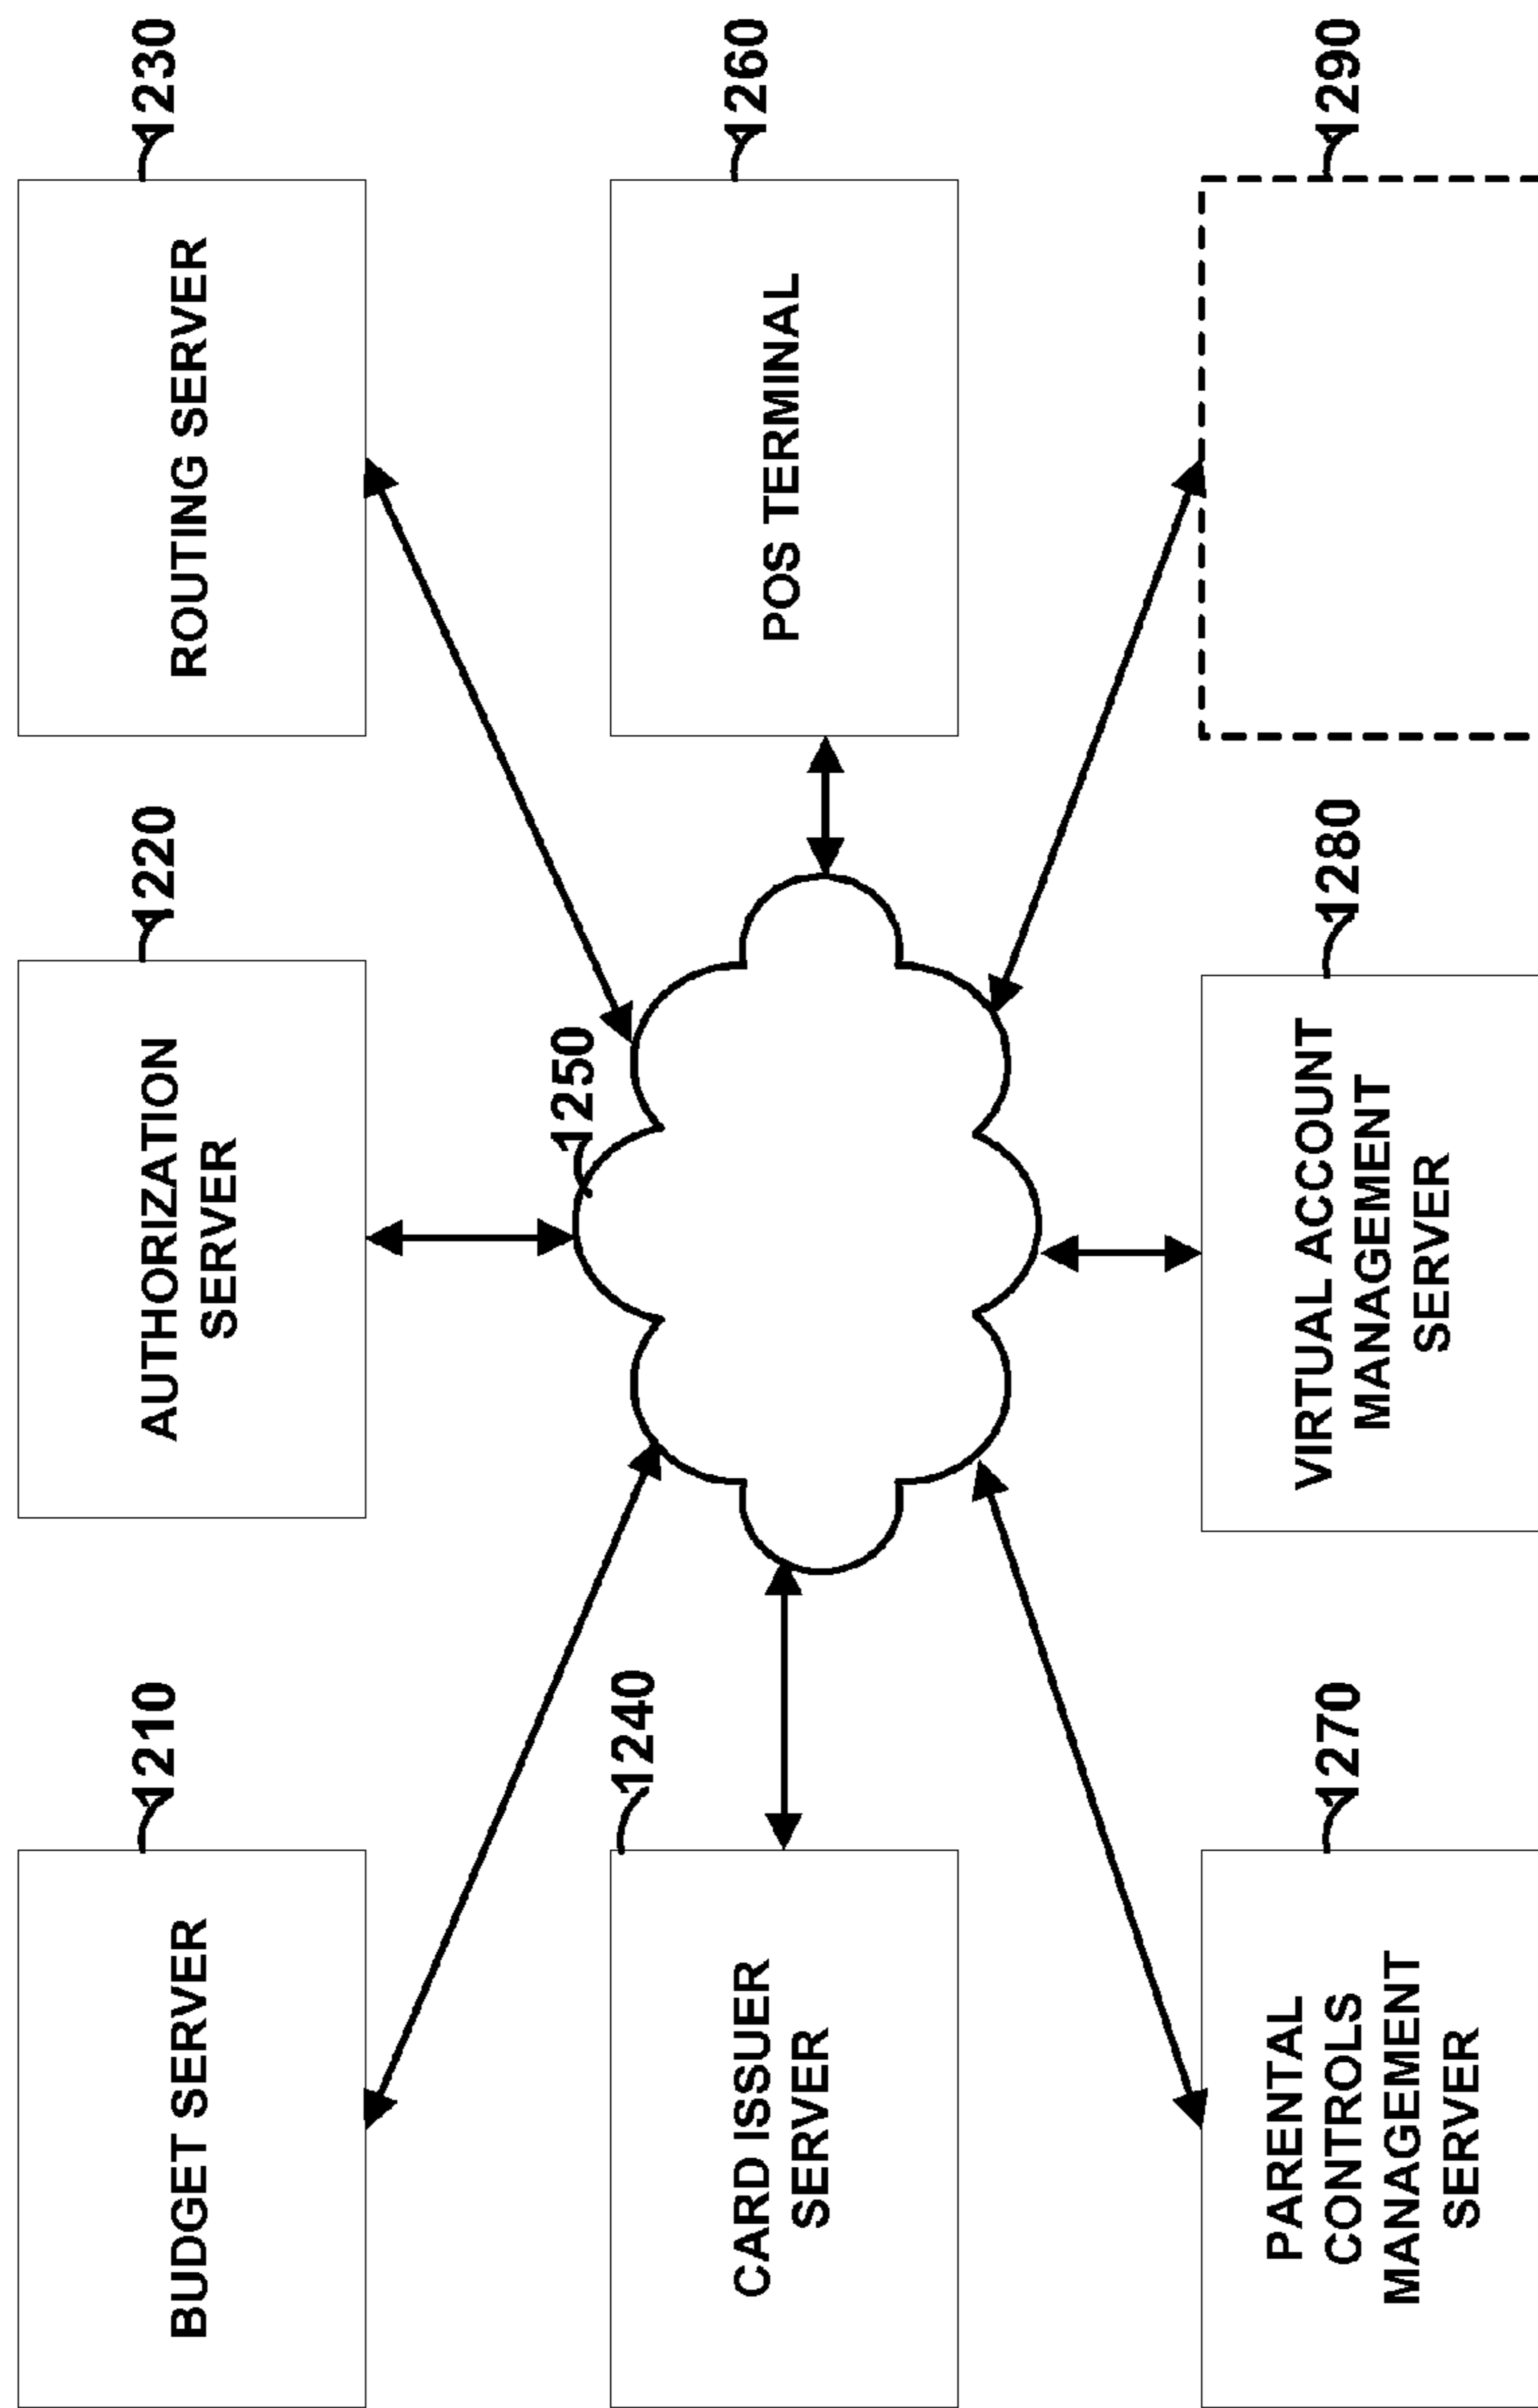 1210
BUDGET SERVER
1220
AUTHORIZATION
SERVER
1230
ROUTING SERVER
1240
CARD ISSUER
SERVER
1250
1260
POS TERMINAL
1270
PARENTAL
CONTROLS
MANAGEMENT
SERVER
1280
VIRTUAL ACCOUNT
MANAGEMENT
SERVER
1290